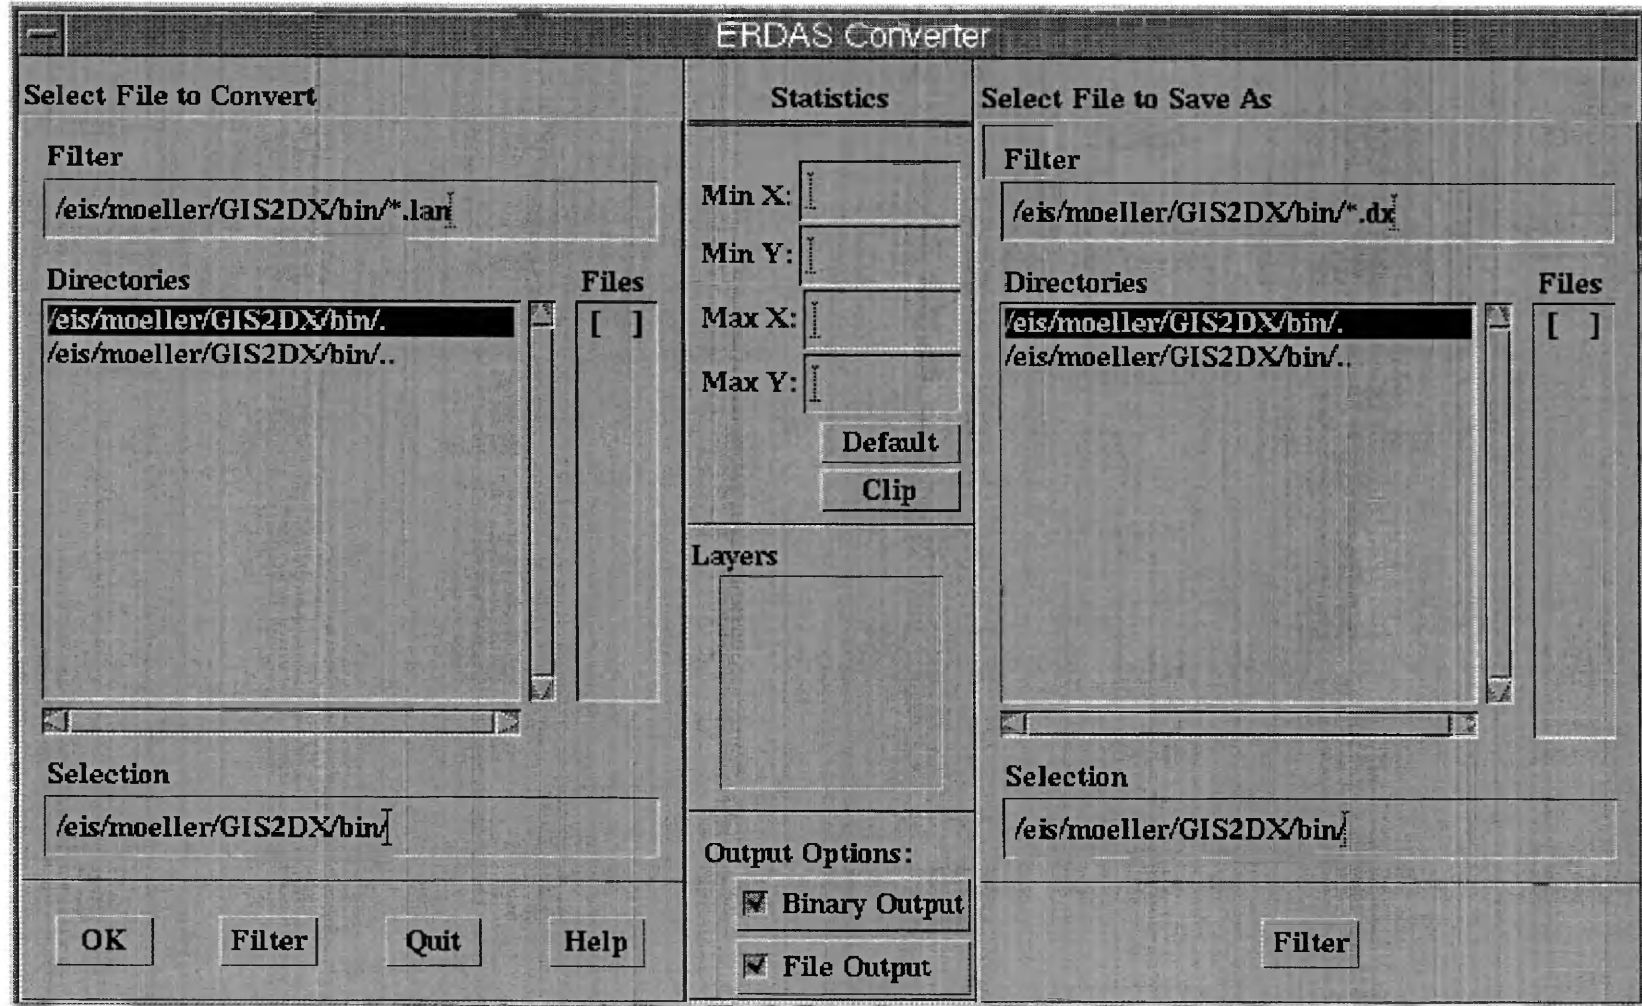 ERDAS Converter
Select File to Convert
Filter
/eis/moeller/GIS2DX/bin/*.lan
Directories
Files
/eis/moeller/GIS2DX/bin/.
/eis/moeller/GIS2DX/bin/..
[ ]
Selection
/eis/moeller/GIS2DX/bin/
OK
Filter
Quit
Help
Statistics
Min X:
Min Y:
Max X:
Max Y:
Default
Clip
Layers
Output Options:
Binary Output
File Output
Select File to Save As
Filter
/eis/moeller/GIS2DX/bin/*.dx
Directories
Files
/eis/moeller/GIS2DX/bin/.
/eis/moeller/GIS2DX/bin/..
[ ]
Selection
/eis/moeller/GIS2DX/bin/
Filter